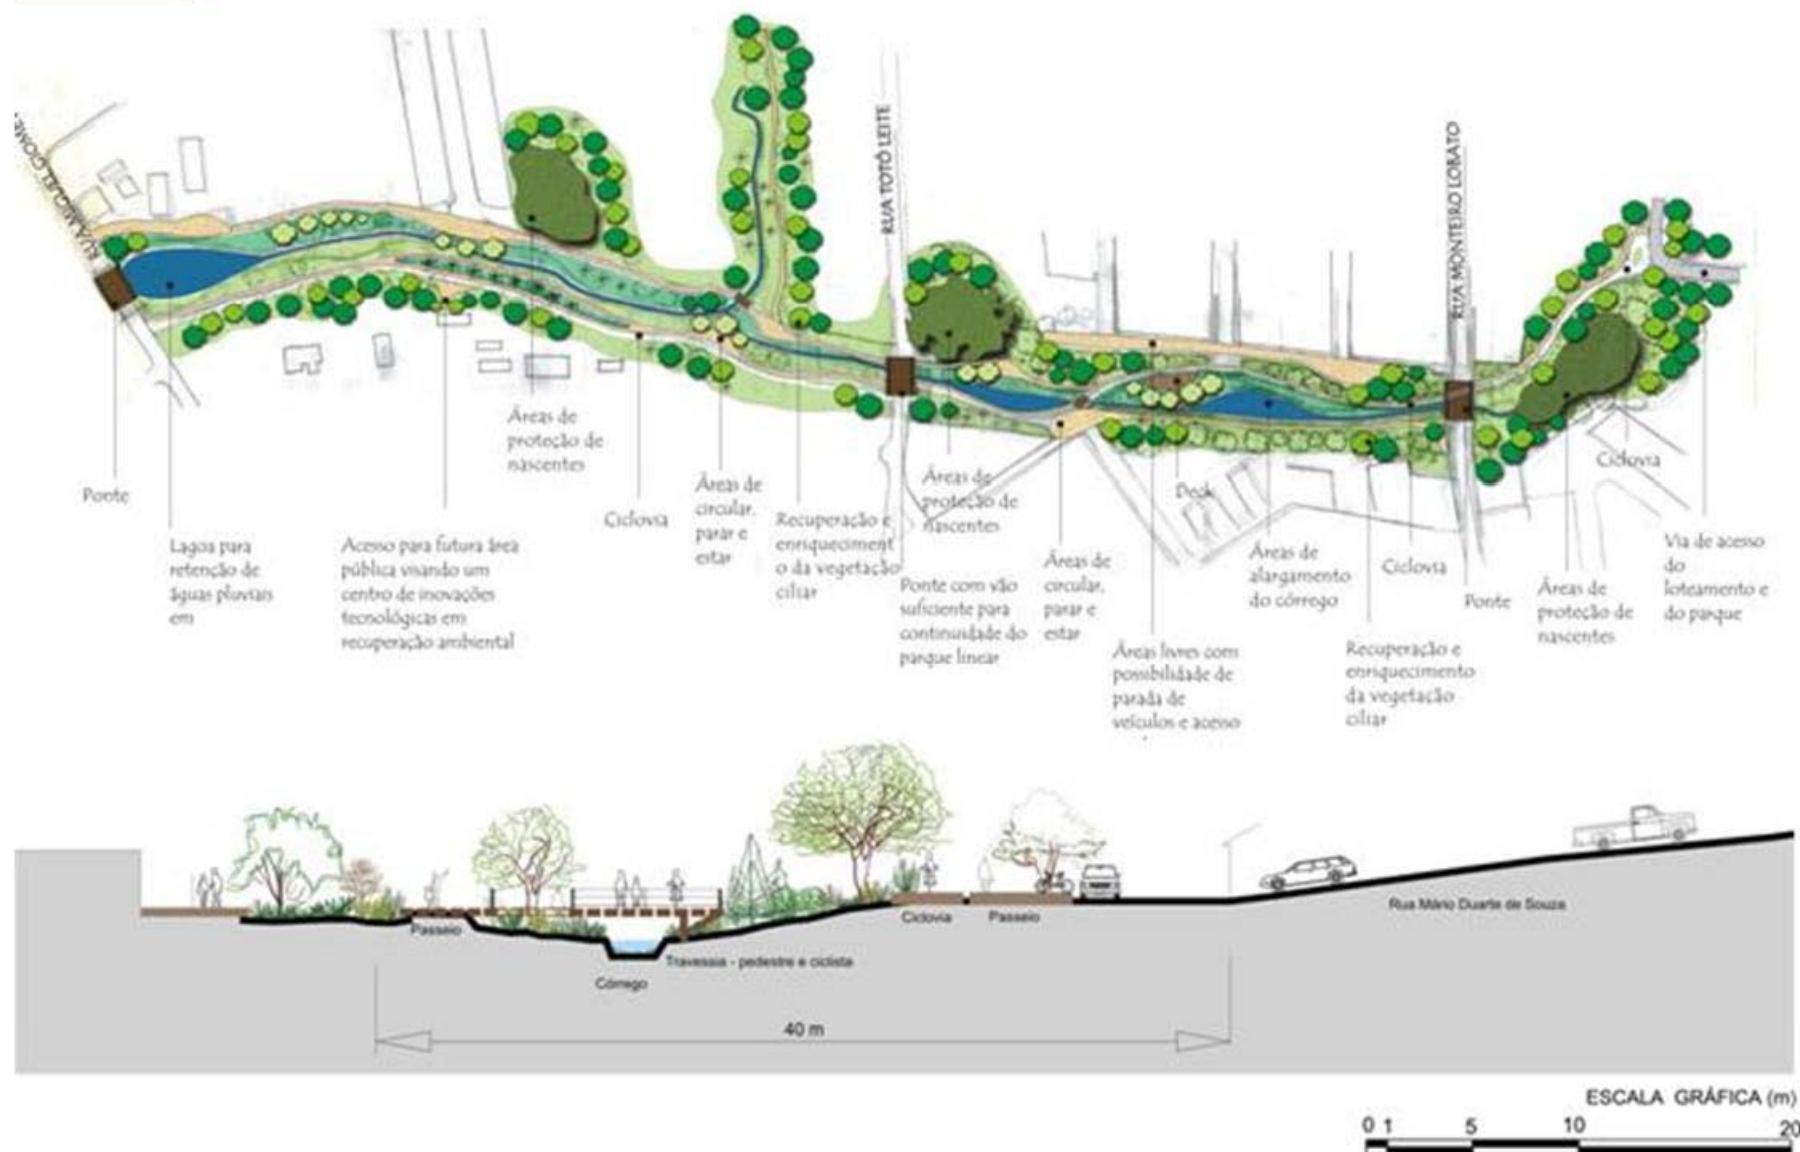 RUA TOTÓ LEITE
RUA MONTEIRO LOBATO
Ponte
Lagoa para
retenção de
águas pluviais
em
Acesso para futura área
pública visando um
centro de inovações
tecnológicas em
recuperação ambiental
Áreas de
proteção de
nascentes
Ciclovia
Áreas de
circular,
parar e
estar
Recuperação e
enriqueciment
o da vegetação
ciliar
Ponte com vão
suficiente para
continuidade do
parque linear
Áreas de
proteção de
nascentes
Áreas de
circular,
parar e
estar
Áreas livres com
possibilidade de
parada de
veículos e acesso
Deck
Áreas de
alargamento
do córrego
Recuperação e
enriquecimento
da vegetação
ciliar
Ciclovia
Ponte
Áreas de
proteção de
nascentes
Ciclovia
Via de acesso
do
loteamento e
do parque
Passeio
Córrego
Travessia - pedestre e ciclista
Ciclovia
Passeio
Rua Mário Duarte de Souza
40 m
ESCALA GRÁFICA (m)
0 1 5 10 20